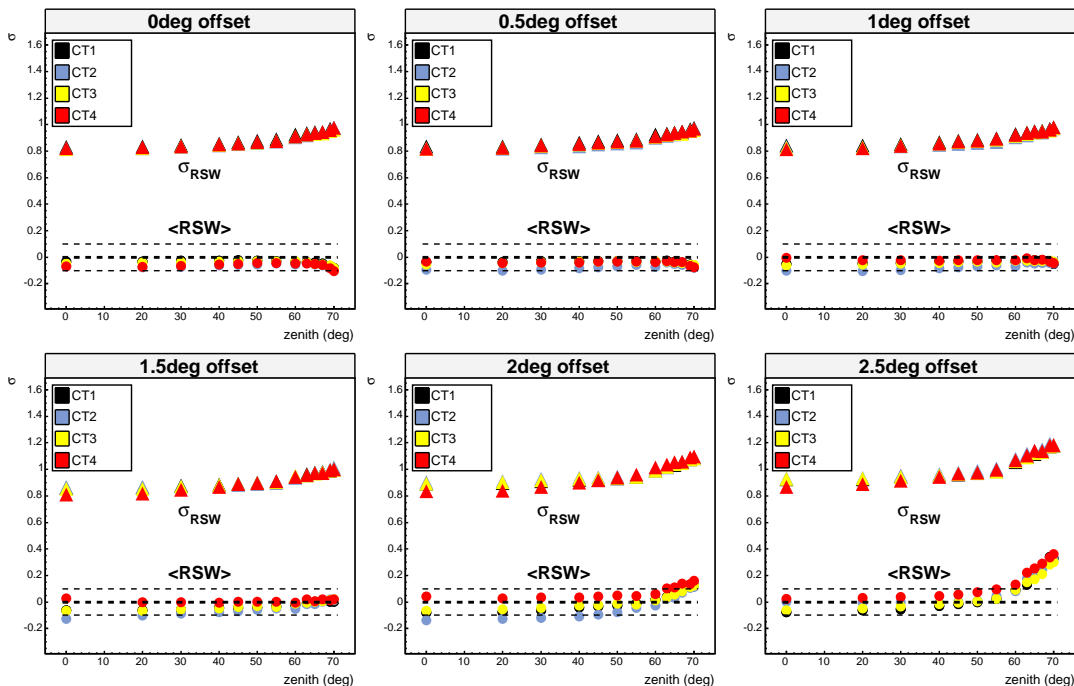 0deg offset
σ
1.6
1.4
1.2
1
0.8
0.6
0.4
0.2
0
-0.2
CT1
CT2
CT3
CT4
σRSW
<RSW>
0 10 20 30 40 50 60 70
zenith (deg)
0.5deg offset
σ
1.6
1.4
1.2
1
0.8
0.6
0.4
0.2
0
-0.2
CT1
CT2
CT3
CT4
σRSW
<RSW>
0 10 20 30 40 50 60 70
zenith (deg)
1deg offset
σ
1.6
1.4
1.2
1
0.8
0.6
0.4
0.2
0
-0.2
CT1
CT2
CT3
CT4
σRSW
<RSW>
0 10 20 30 40 50 60 70
zenith (deg)
1.5deg offset
σ
1.6
1.4
1.2
1
0.8
0.6
0.4
0.2
0
-0.2
CT1
CT2
CT3
CT4
σRSW
<RSW>
0 10 20 30 40 50 60 70
zenith (deg)
2deg offset
σ
1.6
1.4
1.2
1
0.8
0.6
0.4
0.2
0
-0.2
CT1
CT2
CT3
CT4
σRSW
<RSW>
0 10 20 30 40 50 60 70
zenith (deg)
2.5deg offset
σ
1.6
1.4
1.2
1
0.8
0.6
0.4
0.2
0
-0.2
CT1
CT2
CT3
CT4
σRSW
<RSW>
0 10 20 30 40 50 60 70
zenith (deg)